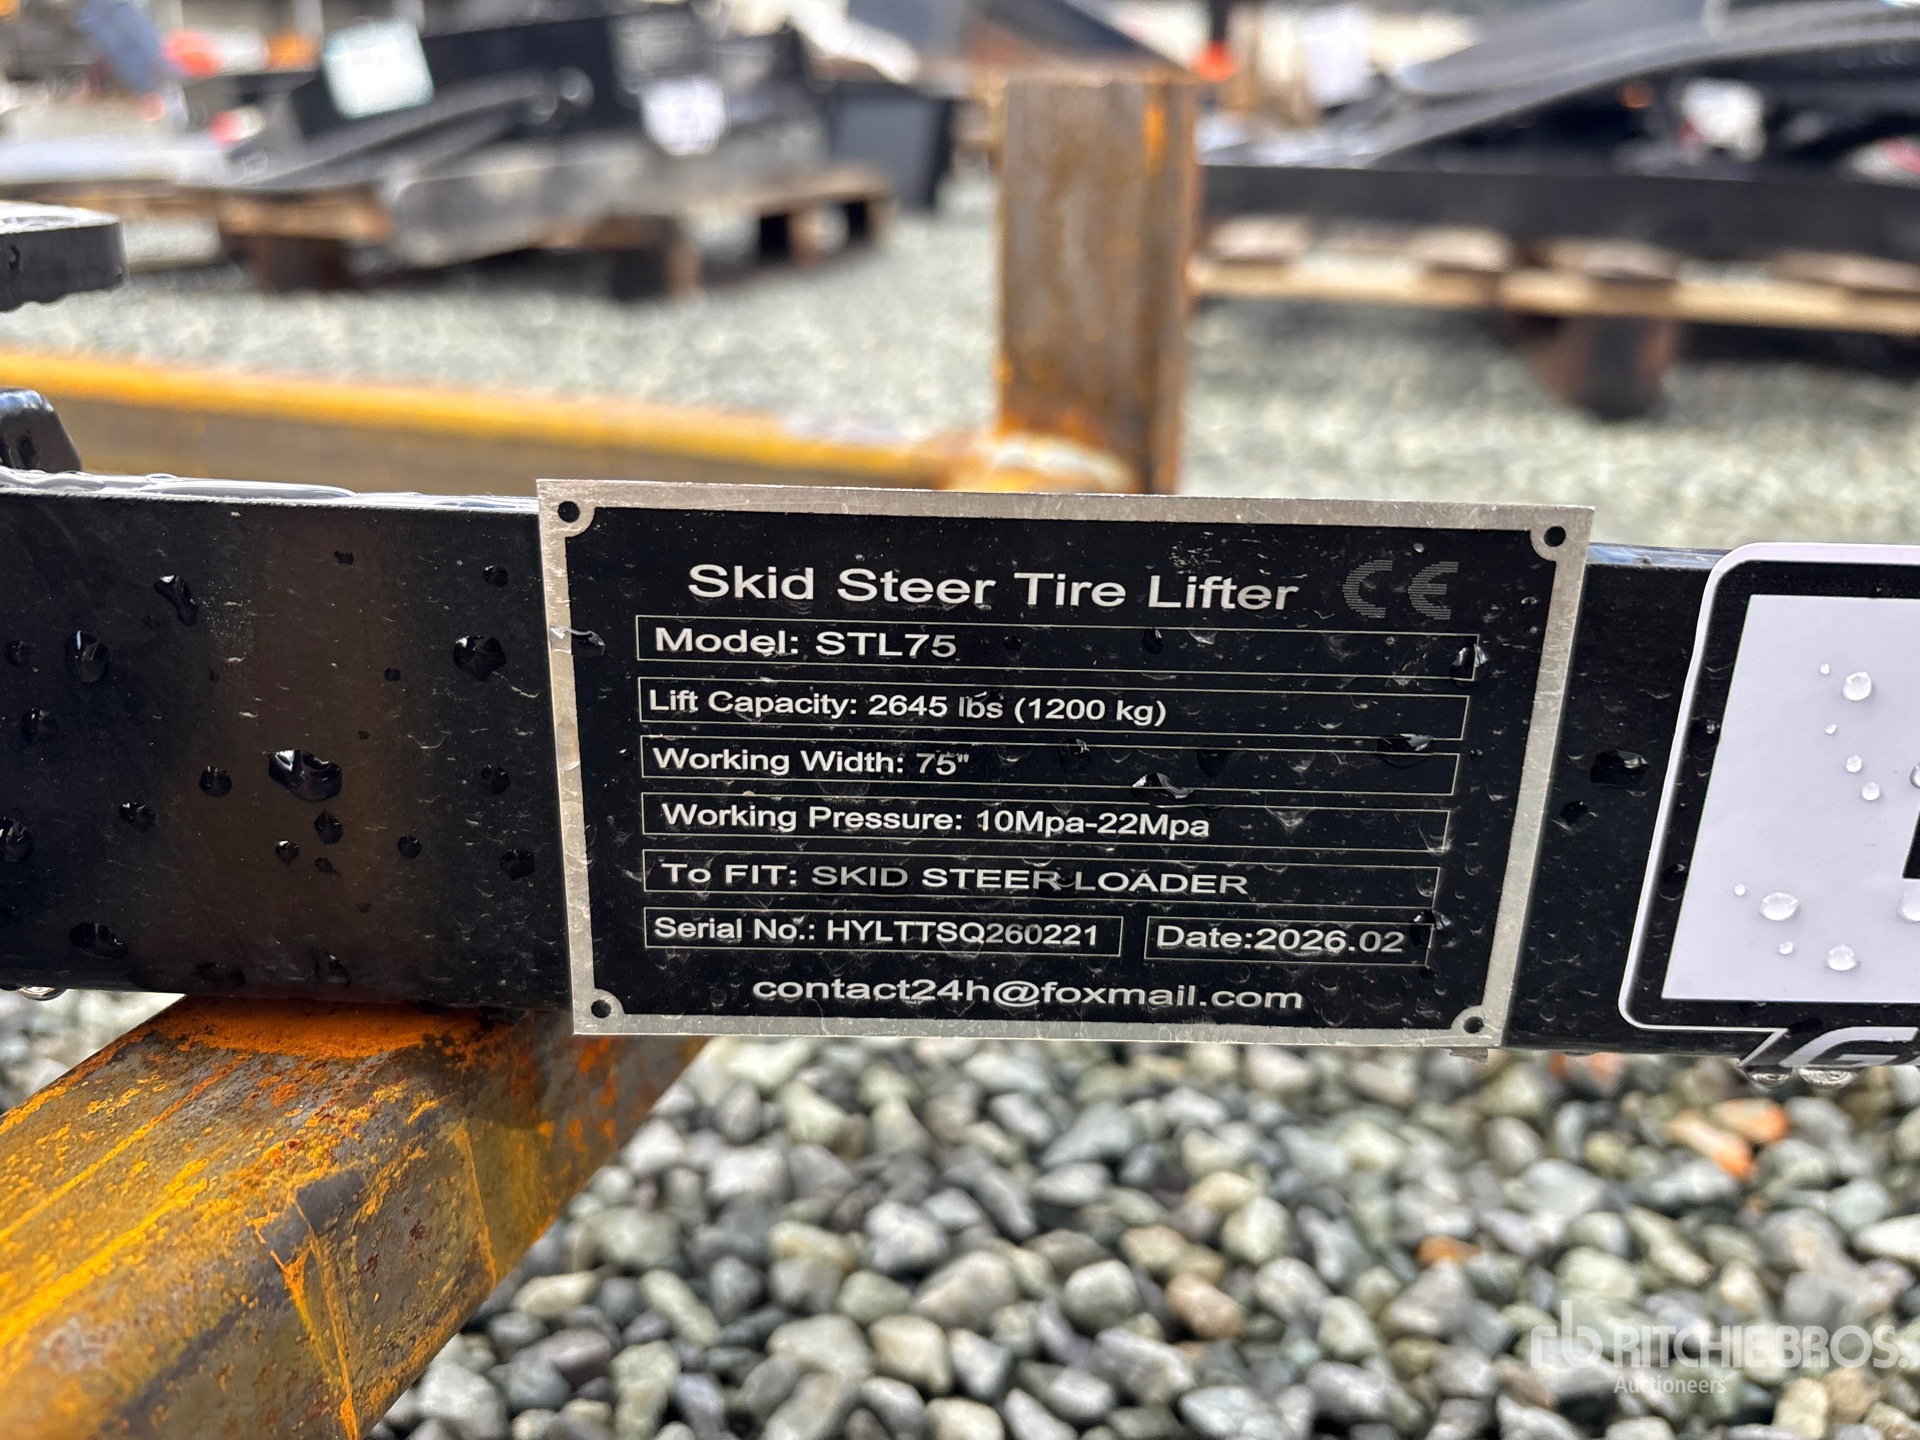 Skid Steer Tire Lifter CE
Model: STL75
Lift Capacity: 2645 lbs (1200 kg)
Working Width: 75"
Working Pressure: 10Mpa-22Mpa
To FIT: SKID STEER LOADER
Serial No.: HYLTTSQ260221 Date:2026.02
contact24h@foxmail.com
rb RITCHIE BROS.
Auctioneers